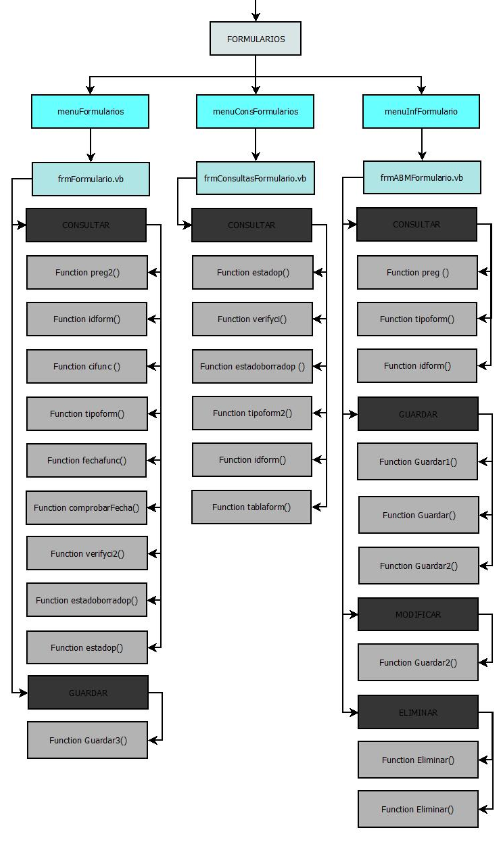 FORMULARIOS
menuFormularios
frmFormulario.vb
CONSULTAR
Function preg2()
Function idform()
Function cifunc ()
Function tipoform()
Function fechafunc()
Function comprobarFecha()
Function verifyci2()
Function estadoborradop()
Function estadop()
GUARDAR
Function Guardar3()
menuConsFormularios
frmConsultasFormulario.vb
CONSULTAR
Function estadop()
Function verifyci()
Function estadoborradop ()
Function tipoform2()
Function idform()
Function tablaform()
menuInfFormulario
frmABMFormulario.vb
CONSULTAR
Function preg ()
Function tipoform()
Function idform()
GUARDAR
Function Guardar1()
Function Guardar()
Function Guardar2()
MODIFICAR
Function Guardar2()
ELIMINAR
Function Eliminar()
Function Eliminar()